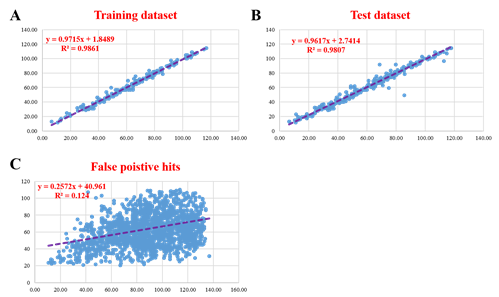 A
Training dataset
y = 0.9715x + 1.8489
R² = 0.9861
140.00
120.00
100.00
80.00
60.00
40.00
20.00
0.00
0.00 20.00 40.00 60.00 80.00 100.00 120.00 140.00
B
Test dataset
y = 0.9617x + 2.7414
R² = 0.9807
140.00
120.00
100.00
80.00
60.00
40.00
20.00
0.00
0.00 20.00 40.00 60.00 80.00 100.00 120.00 140.00
C
False poistive hits
y = 0.2572x + 40.961
R² = 0.124
120
100
80
60
40
20
0
0.00 20.00 40.00 60.00 80.00 100.00 120.00 140.00 160.00